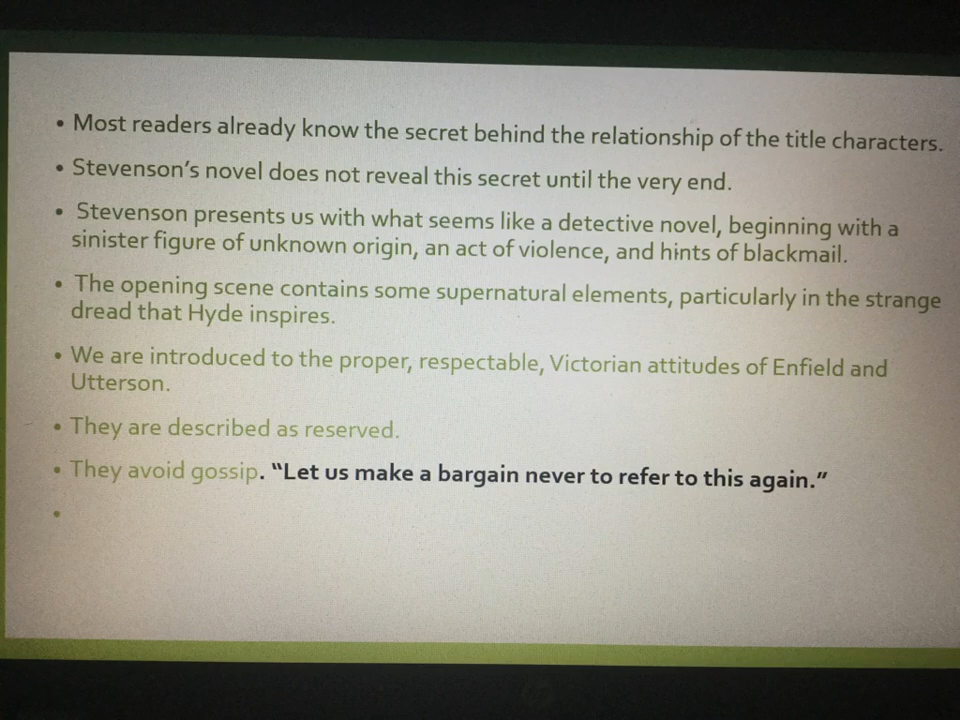 • Most readers already know the secret behind the relationship of the title characters.
• Stevenson's novel does not reveal this secret until the very end.
• Stevenson presents us with what seems like a detective novel, beginning with a
sinister figure of unknown origin, an act of violence, and hints of blackmail.
• The opening scene contains some supernatural elements, particularly in the strange
dread that Hyde inspires.
• We are introduced to the proper, respectable, Victorian attitudes of Enfield and
Utterson.
• They are described as reserved.
• They avoid gossip. “Let us make a bargain never to refer to this again.”
•